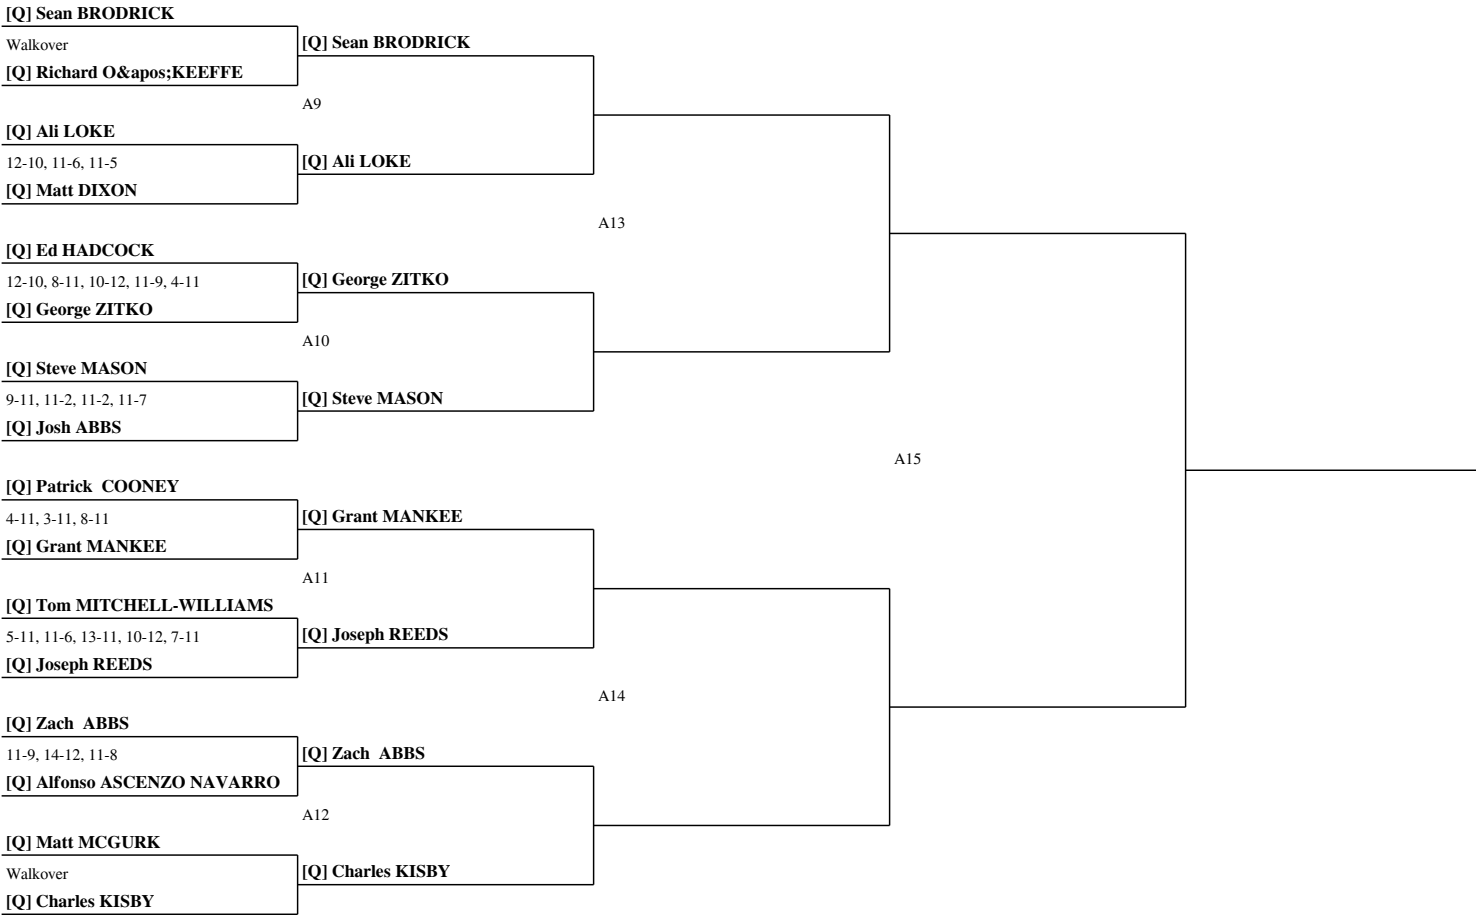 [Q] Sean BRODRICK
Walkover
[Q] Sean BRODRICK
[Q] Richard O&apos;KEEFFE
A9
[Q] Ali LOKE
12-10, 11-6, 11-5
[Q] Ali LOKE
[Q] Matt DIXON
A13
[Q] Ed HADCOCK
12-10, 8-11, 10-12, 11-9, 4-11
[Q] George ZITKO
[Q] George ZITKO
A10
[Q] Steve MASON
9-11, 11-2, 11-2, 11-7
[Q] Steve MASON
[Q] Josh ABBS
A15
[Q] Patrick  COONEY
4-11, 3-11, 8-11
[Q] Grant MANKEE
[Q] Grant MANKEE
A11
[Q] Tom MITCHELL-WILLIAMS
5-11, 11-6, 13-11, 10-12, 7-11
[Q] Joseph REEDS
[Q] Joseph REEDS
A14
[Q] Zach  ABBS
11-9, 14-12, 11-8
[Q] Zach  ABBS
[Q] Alfonso ASCENZO NAVARRO
A12
[Q] Matt MCGURK
Walkover
[Q] Charles KISBY
[Q] Charles KISBY